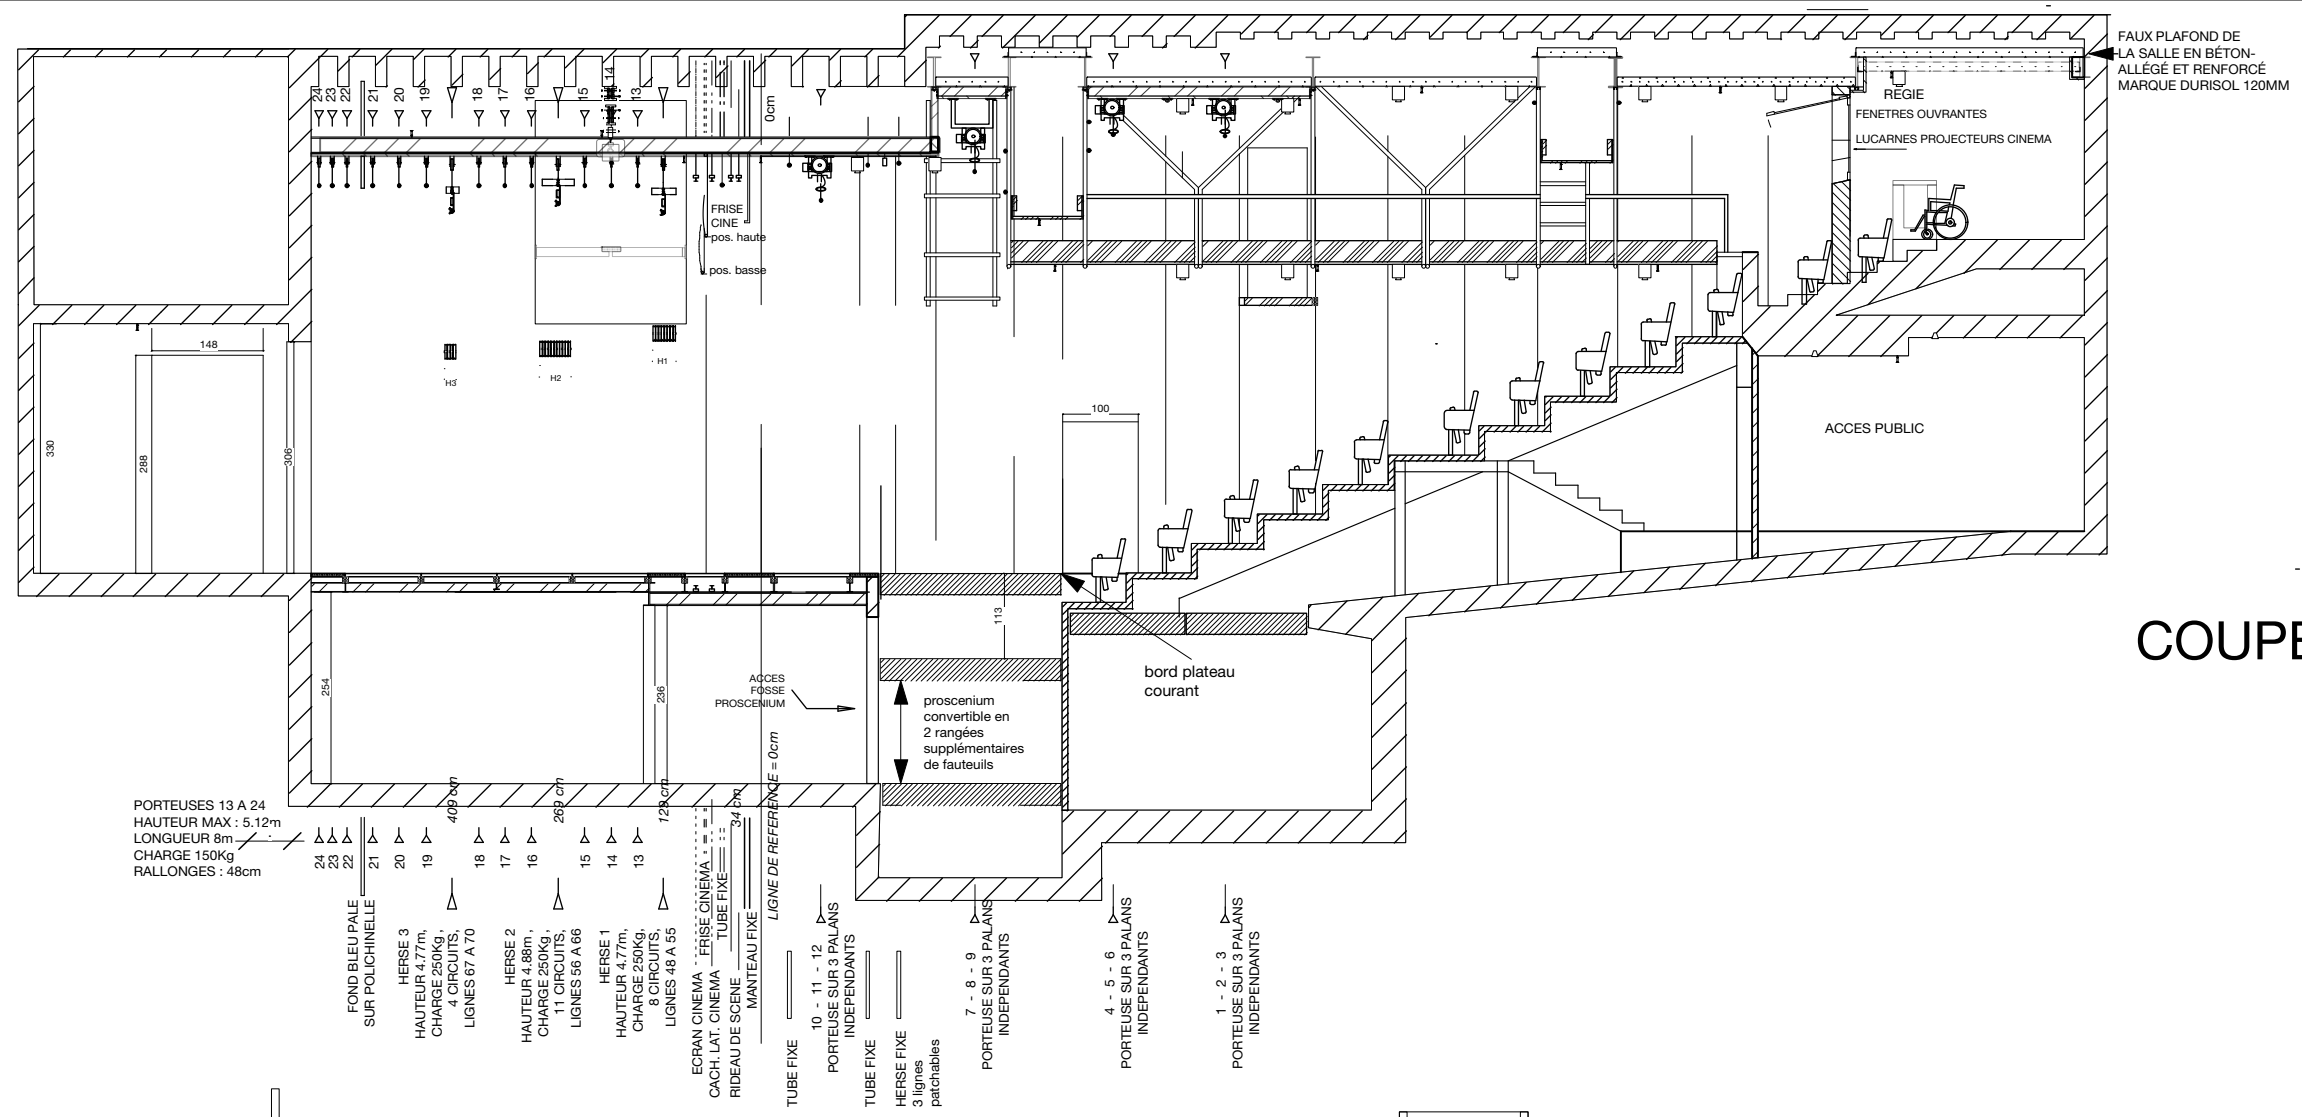 FAUX PLAFOND DE
LA SALLE EN BÉTON-
ALLÉGÉ ET RENFORCÉ
MARQUE DURISOL 120MM
REGIE
FENETRES OUVRANTES
LUCARNES PROJECTEURS CINEMA
24
23
22
21
20
19
18
17
16
15
14
13
0cm
FRISE
CINE
pos. haute
pos. basse
H3
H2
H1
148
330
288
306
100
ACCES PUBLIC
COUPE
113
254
236
ACCES
FOSSE
PROSCENIUM
proscenium
convertible en
2 rangées
supplémentaires
de fauteuils
bord plateau
courant
PORTEUSES 13 A 24
HAUTEUR MAX : 5.12m
LONGUEUR 8m
CHARGE 150Kg
RALLONGES : 48cm
409 cm
269 cm
129 cm
34 cm
LIGNE DE REFERENCE = 0cm
24
23
22
21
20
19
18
17
16
15
14
13
FOND BLEU PALE
SUR POLICHINELLE
HERSE 3
HAUTEUR 4.77m,
CHARGE 250Kg ,
4 CIRCUITS,
LIGNES 67 A 70
HERSE 2
HAUTEUR 4.88m ,
CHARGE 250Kg,
11 CIRCUITS,
LIGNES 56 A 66
HERSE 1
HAUTEUR 4.77m,
CHARGE 250Kg,
8 CIRCUITS,
LIGNES 48 A 55
ECRAN CINEMA
FRISE CINEMA
CACH. LAT. CINEMA
TUBE FIXE
RIDEAU DE SCENE
MANTEAU FIXE
TUBE FIXE
10 - 11 - 12
PORTEUSE SUR 3 PALANS
INDEPENDANTS
TUBE FIXE
HERSE FIXE
3 lignes
patchables
7 - 8 - 9
PORTEUSE SUR 3 PALANS
INDEPENDANTS
4 - 5 - 6
PORTEUSE SUR 3 PALANS
INDEPENDANTS
1 - 2 - 3
PORTEUSE SUR 3 PALANS
INDEPENDANTS